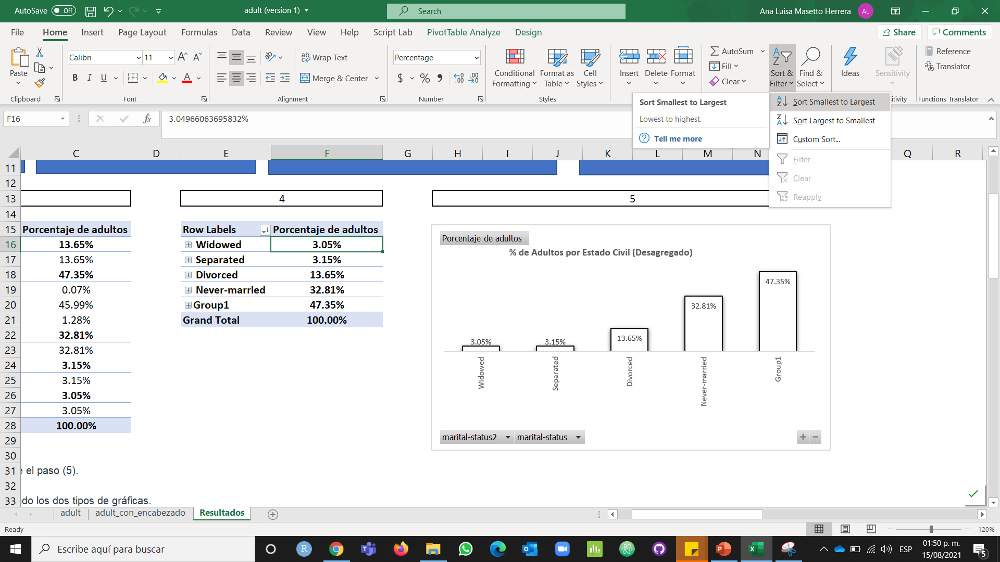 AutoSave Off adult (version 1) Search Ana Luisa Masetto Herrera AL
File Home Insert Page Layout Formulas Data Review View Help Script Lab PivotTable Analyze Design Share Comments
Paste
Clipboard
Calibri 11
B I U A
Font
Wrap Text
Merge & Center
Alignment
Percentage
$ % 9
Number
Conditional Formatting
Format as Table
Cell Styles
Styles
Insert Delete Format
AutoSum
Fill
Clear
Sort & Filter
Find & Select
Ideas
Sensitivity
Reference
Translator
Functions Translator
Sort Smallest to Largest
Lowest to highest.
Tell me more
Sort Smallest to Largest
Sort Largest to Smallest
Custom Sort...
Filter
Clear
Reapply
F16 fx 3.04966063695832%
C D E F G H I J K L M N Q R
11
12
13 4 5
14
15 Porcentaje de adultos Row Labels Porcentaje de adultos
16 13.65% Widowed 3.05%
17 13.65% Separated 3.15%
18 47.35% Divorced 13.65%
19 0.07% Never-married 32.81%
20 45.99% Group1 47.35%
21 1.28% Grand Total 100.00%
22 32.81%
23 32.81%
24 3.15%
25 3.15%
26 3.05%
27 3.05%
28 100.00%
29
30
31 el paso (5).
32
33 do los dos tipos de gráficas.
Porcentaje de adultos
% de Adultos por Estado Civil (Desagregado)
3.05% 3.15% 13.65% 32.81% 47.35%
Widowed Separated Divorced Never-married Group1
marital-status2 marital-status
adult adult_con_encabezado Resultados
Ready 120%
Escribe aquí para buscar
ESP 01:50 p. m.
15/08/2021
5